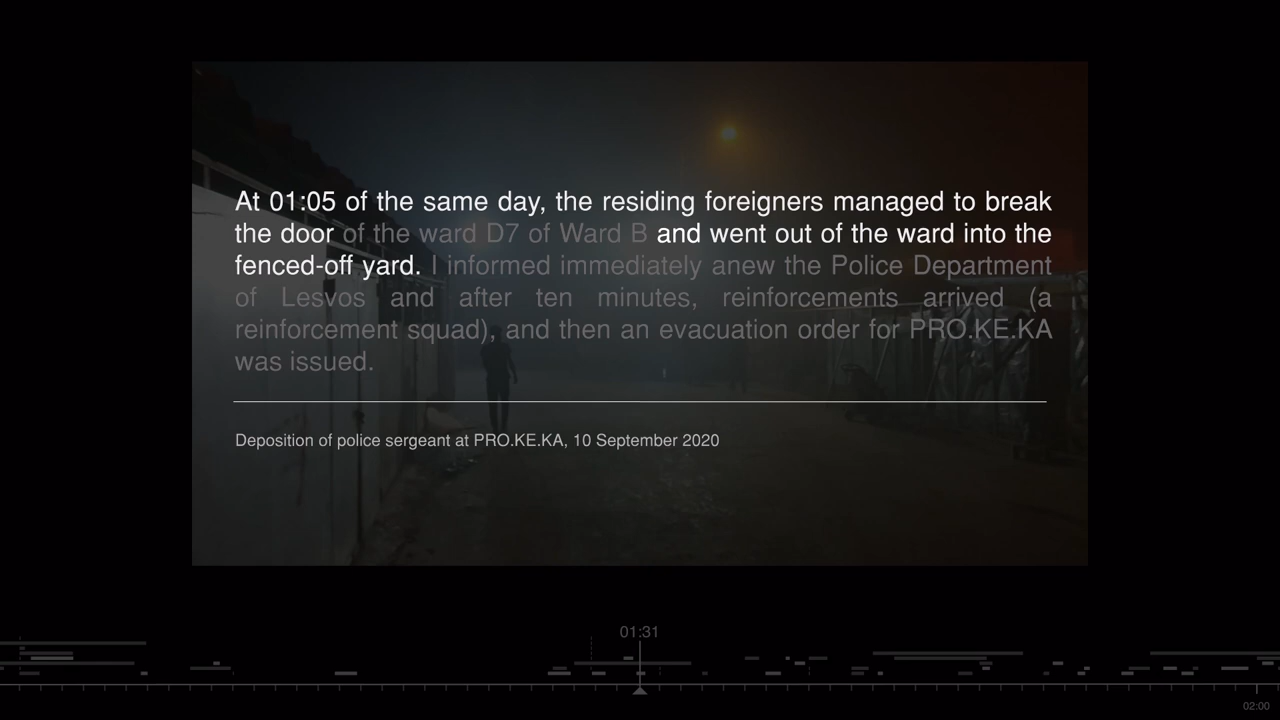 At 01:05 of the same day, the residing foreigners managed to break
the door of the ward D7 of Ward B and went out of the ward into the
fenced-off yard. I informed immediately anew the Police Department
of Lesvos and after ten minutes, reinforcements arrived (a
reinforcement squad), and then an evacuation order for PRO.KE.KA
was issued.
Deposition of police sergeant at PRO.KE.KA, 10 September 2020
01:31
02:00